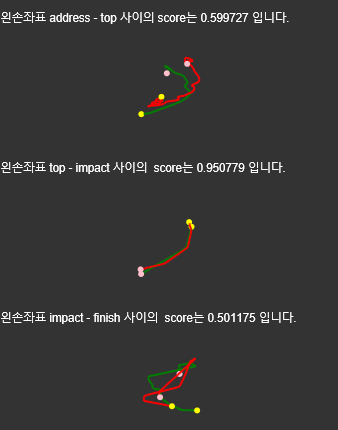 왼손좌표 address - top 사이의 score는 0.599727 입니다.
왼손좌표 top - impact 사이의  score는 0.950779 입니다.
왼손좌표 impact - finish 사이의  score는 0.501175 입니다.